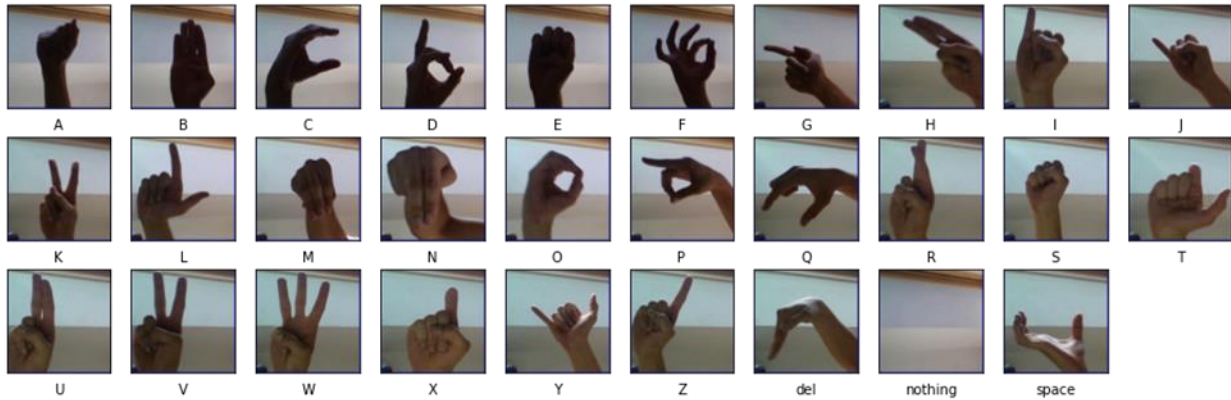 A B C D E F G H I J
K L M N O P Q R S T
U V W X Y Z del nothing space